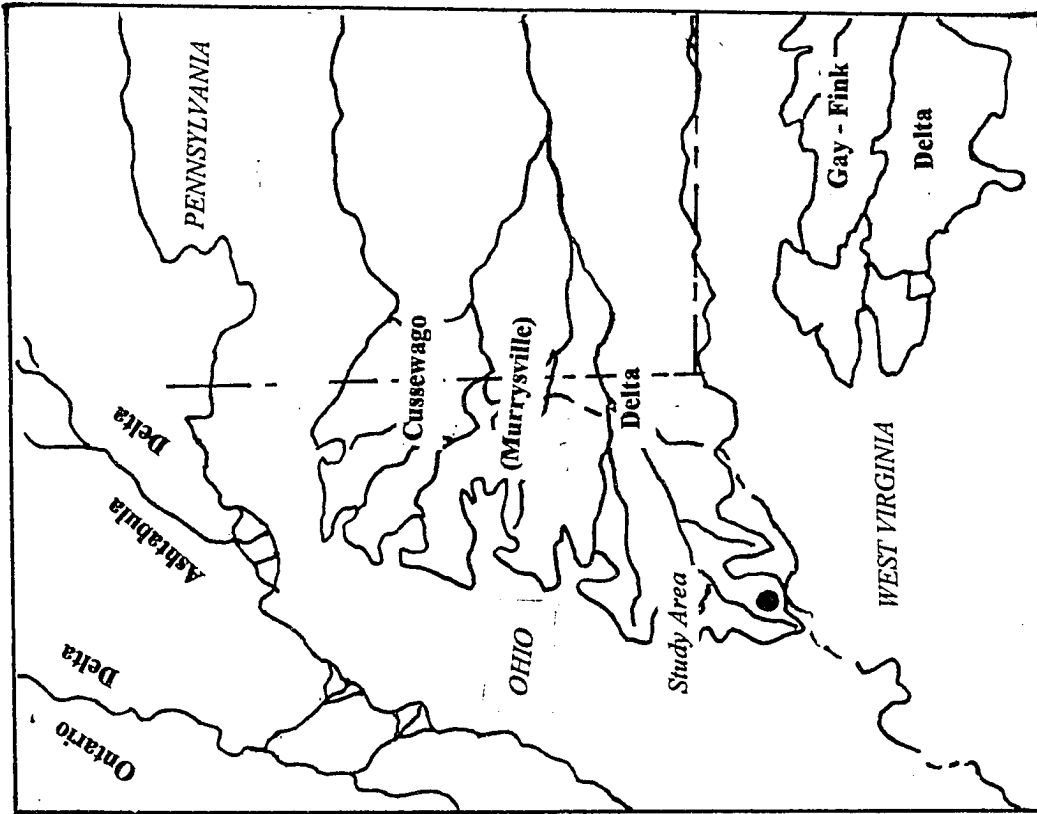 PENNSYLVANIA
Ontario
Delta
Ashtabula
Delta
Cussewago
(Murrysville)
Delta
OHIO
Study Area
WEST VIRGINIA
Gay - Fink
Delta